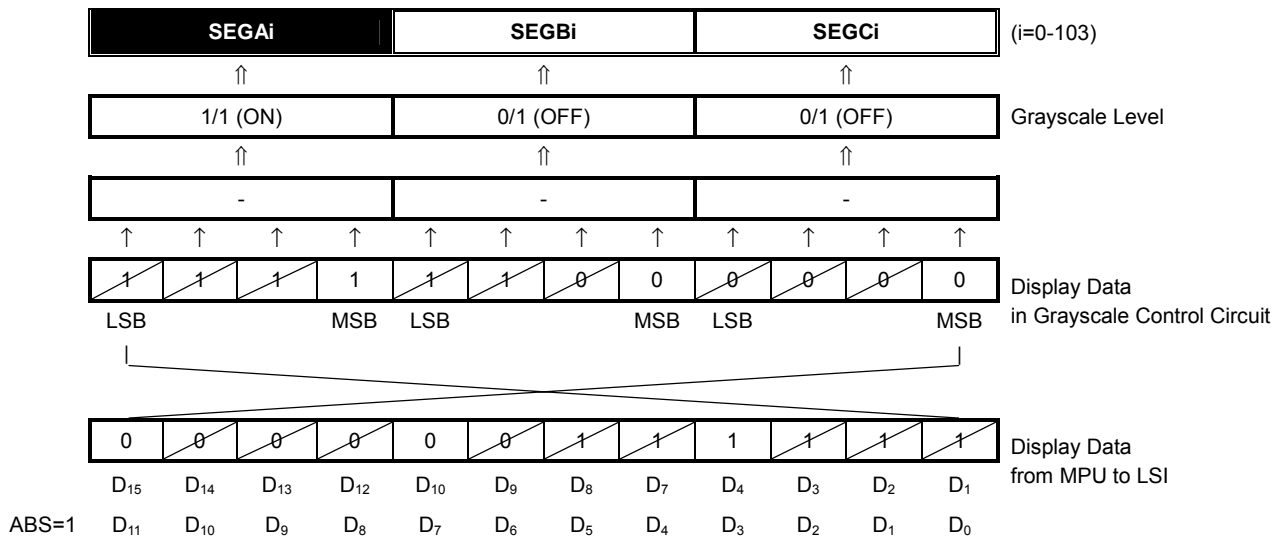 SEGAi SEGBi SEGCi (i=0-103)
⇑ ⇑ ⇑
1/1 (ON) 0/1 (OFF) 0/1 (OFF) Grayscale Level
⇑ ⇑ ⇑
- - -
↑ ↑ ↑ ↑ ↑ ↑ ↑ ↑ ↑ ↑ ↑ ↑
1 1 1 1 1 1 0 0 0 0 0 0 Display Data
in Grayscale Control Circuit
LSB MSB LSB MSB LSB MSB
0 0 0 0 0 0 1 1 1 1 1 1 Display Data
from MPU to LSI
D₁₅ D₁₄ D₁₃ D₁₂ D₁₀ D₉ D₈ D₇ D₄ D₃ D₂ D₁
ABS=1 D₁₁ D₁₀ D₉ D₈ D₇ D₆ D₅ D₄ D₃ D₂ D₁ D₀